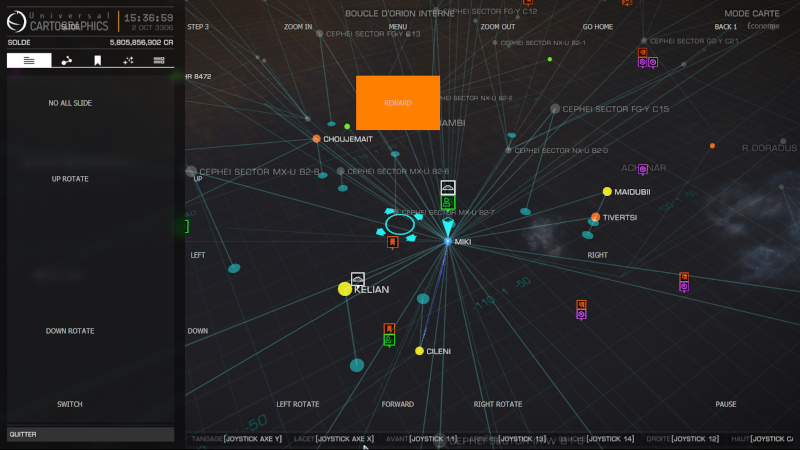 BOUCLE D'ORION INTERNE
CEPHEI SECTOR FG-Y C12
Universal
CARTOGRAPHICS
15:36:59
2 OCT 3306
STEP 3
ZOOM IN
MENU
ZOOM OUT
GO HOME
MODE CARTE
BACK 1
Économie
SOLDE
5,805,856,902 CR
CEPHEI SECTOR FG-Y C13
CEPHEI SECTOR NX-U B2-1
CEPHEI SECTOR GG-Y C21
HR 8472
NO ALL SLIDE
REWARD
CEPHEI SECTOR NX-U B2-2
CEPHEI SECTOR FG-Y C15
CHOUJEMAIT
CEPHEI SECTOR NX-U B2-0
R DORADUS
CEPHEI SECTOR MX-U B2-8
CEPHEI SECTOR MX-U B2-6
UP ROTATE
UP
MAIDUBII
CEPHEI SECTOR MX-U B2-7
TIVERTSI
MIKI
LEFT
RIGHT
KELIAN
DOWN ROTATE
DOWN
CILENI
SWITCH
LEFT ROTATE
FORWARD
RIGHT ROTATE
PAUSE
-50
QUITTER
TANGAGE [JOYSTICK AXE Y]
LACET [JOYSTICK AXE X]
AVANT [JOYSTICK 11]
[JOYSTICK 13]
GAUCHE [JOYSTICK 14]
DROITE [JOYSTICK 12]
HAUT [JOYSTICK CA